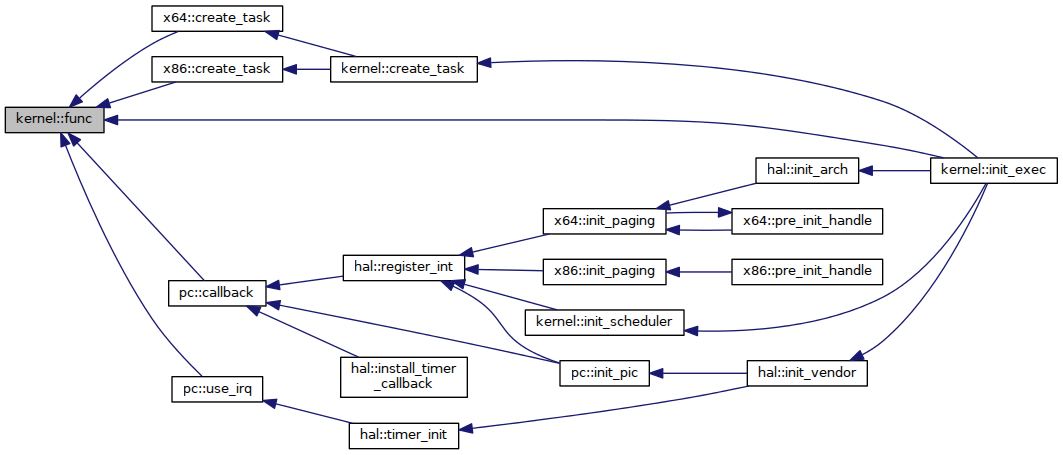 x64::create_task
x86::create_task
kernel::create_task
kernel::func
hal::init_arch
kernel::init_exec
x64::init_paging
x64::pre_init_handle
hal::register_int
x86::init_paging
x86::pre_init_handle
pc::callback
kernel::init_scheduler
hal::install_timer
_callback
pc::init_pic
hal::init_vendor
pc::use_irq
hal::timer_init